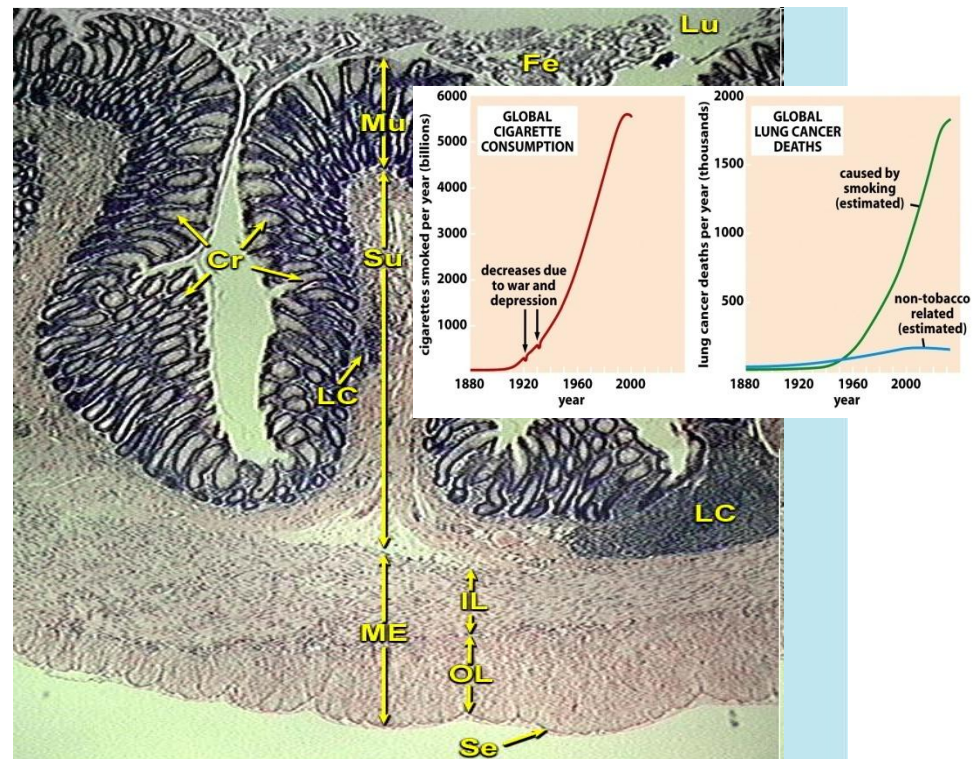 Lu
Fe
Mu
Su
Cr
LC
LC
IL
ME
OL
Se
6000
5000
4000
3000
2000
1000
cigarettes smoked per year (billions)
GLOBAL
CIGARETTE
CONSUMPTION
decreases due
to war and
depression
1880
1920
1960
2000
year
2000
1500
1000
500
lung cancer deaths per year (thousands)
GLOBAL
LUNG CANCER
DEATHS
caused by
smoking
(estimated)
non-tobacco
related
(estimated)
1880
1920
1960
2000
year